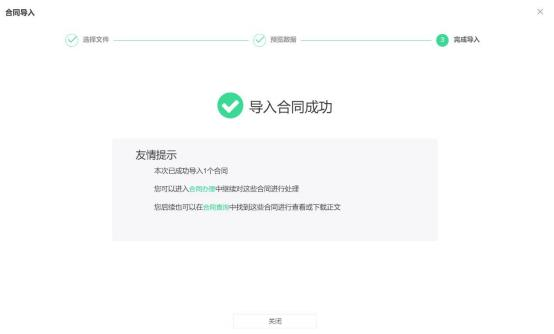 合同导入
选择文件
预览数据
3 完成导入
导入合同成功
友情提示
本次已成功导入1个合同
您可以进入合同办理中继续对这些合同进行处理
您后续也可以在合同查询中找到这些合同进行查看或下载正文
关闭